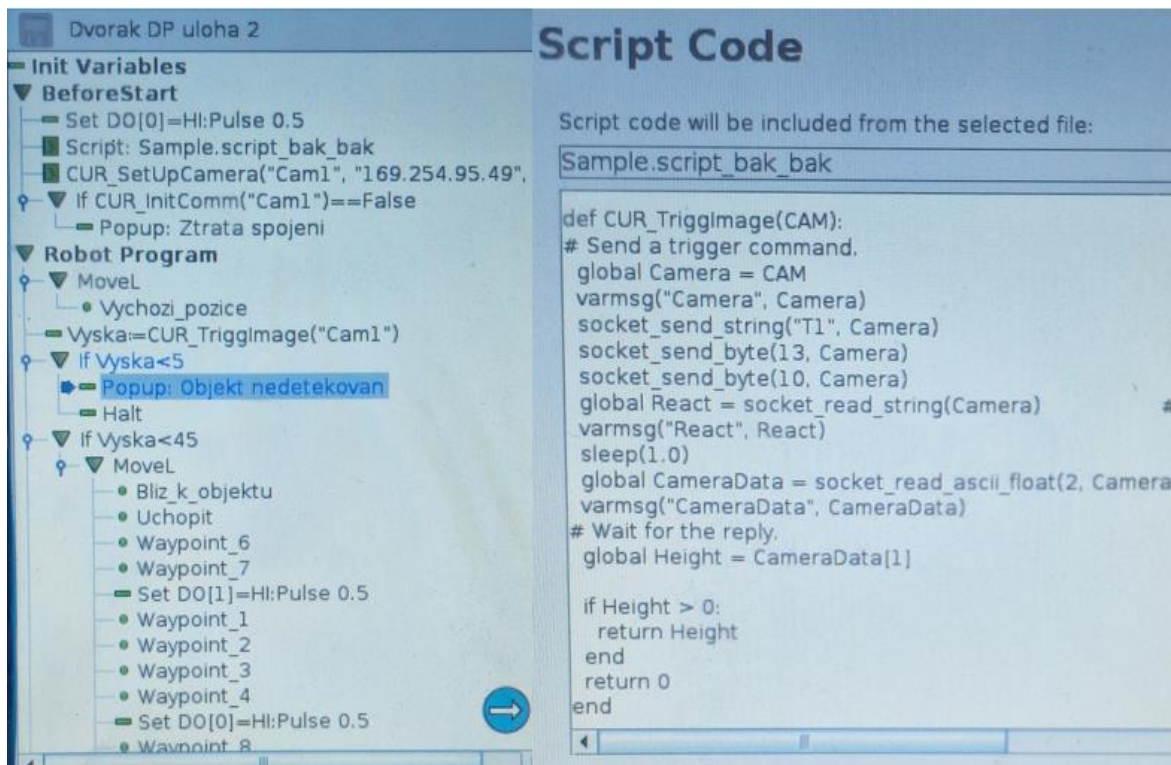 Dvorak DP uloha 2
Init Variables
BeforeStart
Set DO[0]=HI:Pulse 0.5
Script: Sample.script_bak_bak
CUR_SetUpCamera("Cam1", "169.254.95.49",
If CUR_InitComm("Cam1")==False
Popup: Ztrata spojeni
Robot Program
MoveL
Vychozi_pozice
Vyska:=CUR_TriggImage("Cam1")
If Vyska<5
Popup: Objekt nedetekovan
Halt
If Vyska<45
MoveL
Bliz_k_objektu
Uchopit
Waypoint_6
Waypoint_7
Set DO[1]=HI:Pulse 0.5
Waypoint_1
Waypoint_2
Waypoint_3
Waypoint_4
Set DO[0]=HI:Pulse 0.5
Waypoint_8
Script Code
Script code will be included from the selected file:
Sample.script_bak_bak
def CUR_TriggImage(CAM):
# Send a trigger command.
global Camera = CAM
varmsg("Camera", Camera)
socket_send_string("T1", Camera)
socket_send_byte(13, Camera)
socket_send_byte(10, Camera)
global React = socket_read_string(Camera) #
varmsg("React", React)
sleep(1.0)
global CameraData = socket_read_ascii_float(2, Camera
varmsg("CameraData", CameraData)
# Wait for the reply.
global Height = CameraData[1]
if Height > 0:
return Height
end
return 0
end